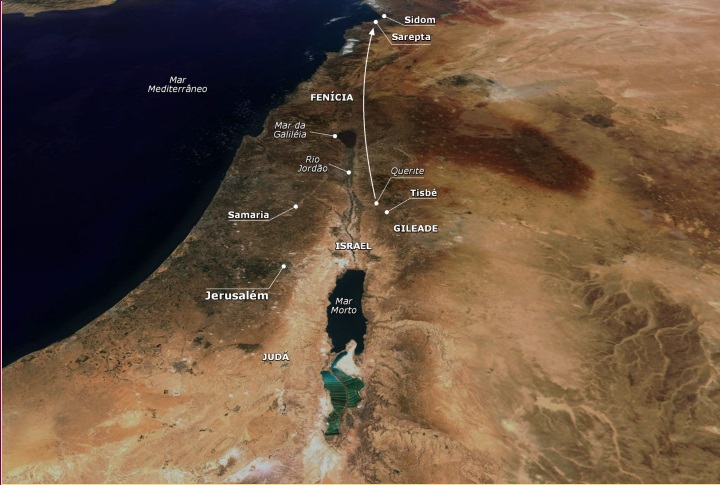 Sidom
Sarepta
Mar
Mediterrâneo
FENÍCIA
Mar da
Galiléia
Rio
Jordão
Querite
Tisbé
Samaria
GILEADE
ISRAEL
Jerusalém
Mar
Morto
JUDÁ